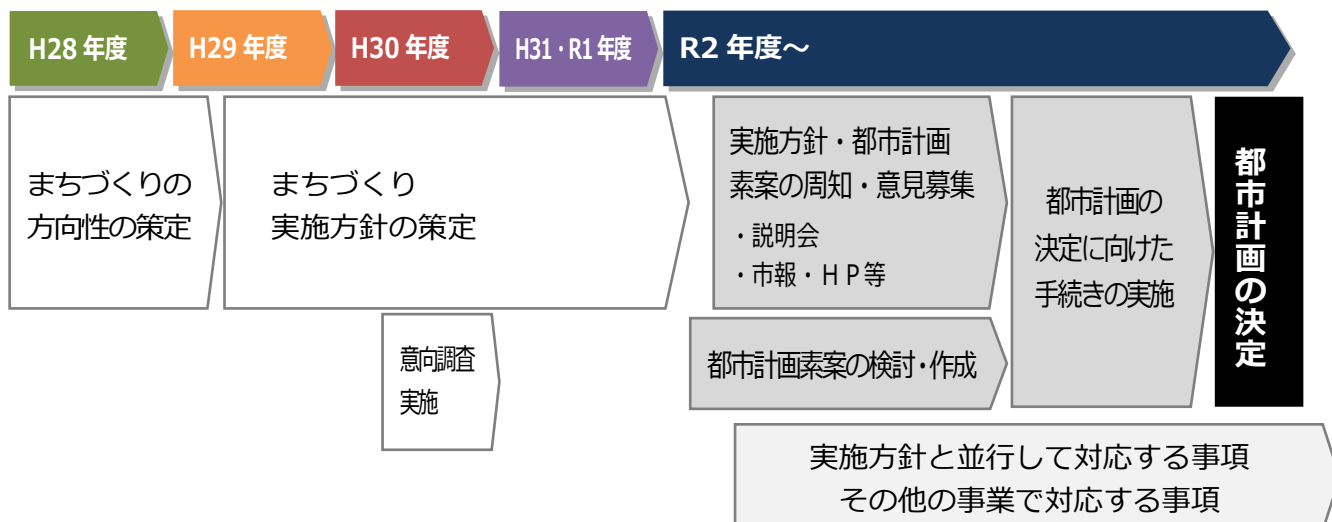 H28 年度
H29 年度
H30 年度
H31・R1 年度
R2 年度～
まちづくりの
方向性の策定
まちづくり
実施方針の策定
意向調査
実施
実施方針・都市計画
素案の周知・意見募集
・説明会
・市報・ＨＰ等
都市計画素案の検討・作成
都市計画の
決定に向けた
手続きの実施
都市計画の決定
実施方針と並行して対応する事項
その他の事業で対応する事項